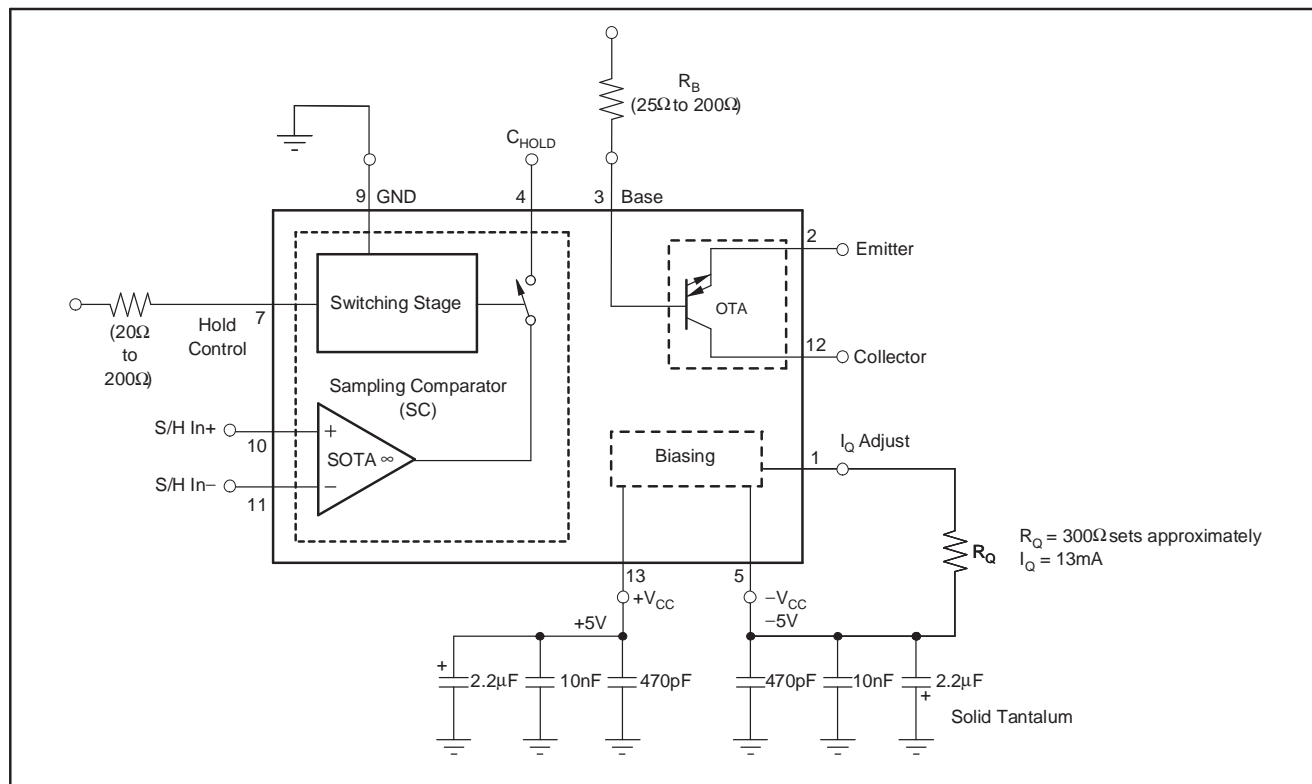 R_B
(25Ω to 200Ω)
C_HOLD
9 GND
4
3 Base
2
Emitter
Switching Stage
OTA
7
Hold
Control
(20Ω
to
200Ω)
12
Collector
Sampling Comparator
(SC)
S/H In+
10
+
SOTA ∞
−
S/H In−
11
Biasing
1
I_Q Adjust
R_Q
R_Q = 300Ω sets approximately
I_Q = 13mA
13
+V_CC
5
−V_CC
+5V
−5V
+
2.2μF
10nF
470pF
470pF
10nF
2.2μF
+
Solid Tantalum